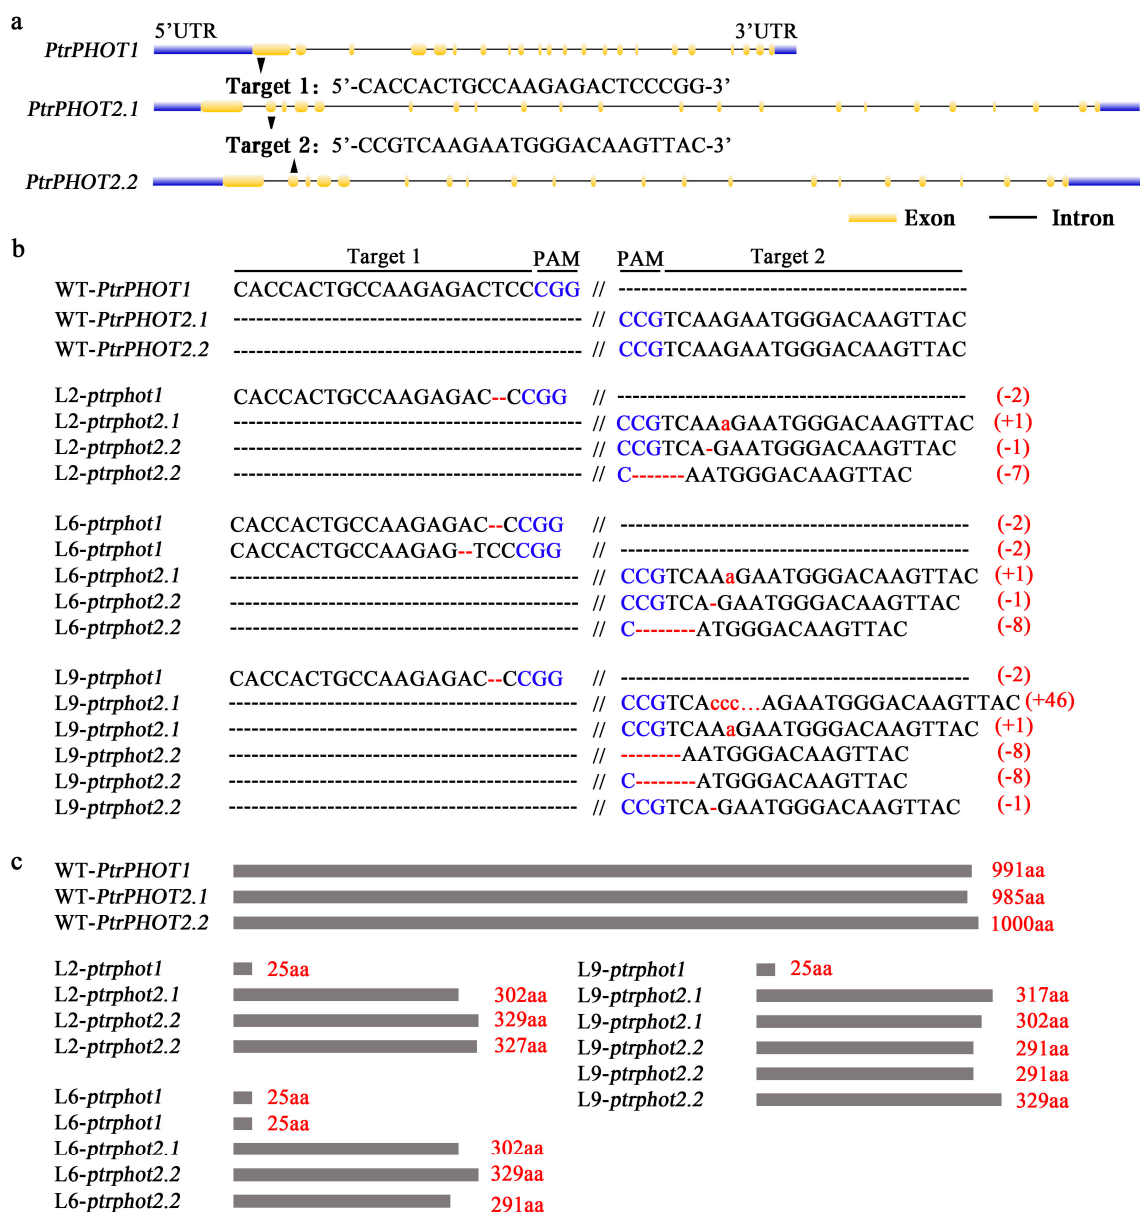 a
5’UTR 3’UTR
PtrPHOT1
Target 1: 5’-CACCACTGCCAAGAGACTCCCGG-3’
PtrPHOT2.1
Target 2: 5’-CCGTCAAGAATGGGACAAGTTAC-3’
PtrPHOT2.2
Exon Intron
b
Target 1 PAM PAM Target 2
WT-PtrPHOT1 CACCACTGCCAAGAGACTCCCGG // -----------------------------------------------
WT-PtrPHOT2.1 ----------------------------------------------- // CCGTCAAGAATGGGACAAGTTAC
WT-PtrPHOT2.2 ----------------------------------------------- // CCGTCAAGAATGGGACAAGTTAC
L2-ptrphot1 CACCACTGCCAAGAGAC--CCGG // ----------------------------------------------- (-2)
L2-ptrphot2.1 ----------------------------------------------- // CCGTCAAaGAATGGGACAAGTTAC (+1)
L2-ptrphot2.2 ----------------------------------------------- // CCGTCA-GAATGGGACAAGTTAC (-1)
L2-ptrphot2.2 ----------------------------------------------- // C-------AATGGGACAAGTTAC (-7)
L6-ptrphot1 CACCACTGCCAAGAGAC--CCGG // ----------------------------------------------- (-2)
L6-ptrphot1 CACCACTGCCAAGAG--TCCCGG // ----------------------------------------------- (-2)
L6-ptrphot2.1 ----------------------------------------------- // CCGTCAAaGAATGGGACAAGTTAC (+1)
L6-ptrphot2.2 ----------------------------------------------- // CCGTCA-GAATGGGACAAGTTAC (-1)
L6-ptrphot2.2 ----------------------------------------------- // C--------ATGGGACAAGTTAC (-8)
L9-ptrphot1 CACCACTGCCAAGAGAC--CCGG // ----------------------------------------------- (-2)
L9-ptrphot2.1 ----------------------------------------------- // CCGTCAccc…AGAATGGGACAAGTTAC (+46)
L9-ptrphot2.1 ----------------------------------------------- // CCGTCAAaGAATGGGACAAGTTAC (+1)
L9-ptrphot2.2 ----------------------------------------------- // --------AATGGGACAAGTTAC (-8)
L9-ptrphot2.2 ----------------------------------------------- // C--------ATGGGACAAGTTAC (-8)
L9-ptrphot2.2 ----------------------------------------------- // CCGTCA-GAATGGGACAAGTTAC (-1)
c
WT-PtrPHOT1 991aa
WT-PtrPHOT2.1 985aa
WT-PtrPHOT2.2 1000aa
L2-ptrphot1 25aa
L2-ptrphot2.1 302aa
L2-ptrphot2.2 329aa
L2-ptrphot2.2 327aa
L6-ptrphot1 25aa
L6-ptrphot1 25aa
L6-ptrphot2.1 302aa
L6-ptrphot2.2 329aa
L6-ptrphot2.2 291aa
L9-ptrphot1 25aa
L9-ptrphot2.1 317aa
L9-ptrphot2.1 302aa
L9-ptrphot2.2 291aa
L9-ptrphot2.2 291aa
L9-ptrphot2.2 329aa